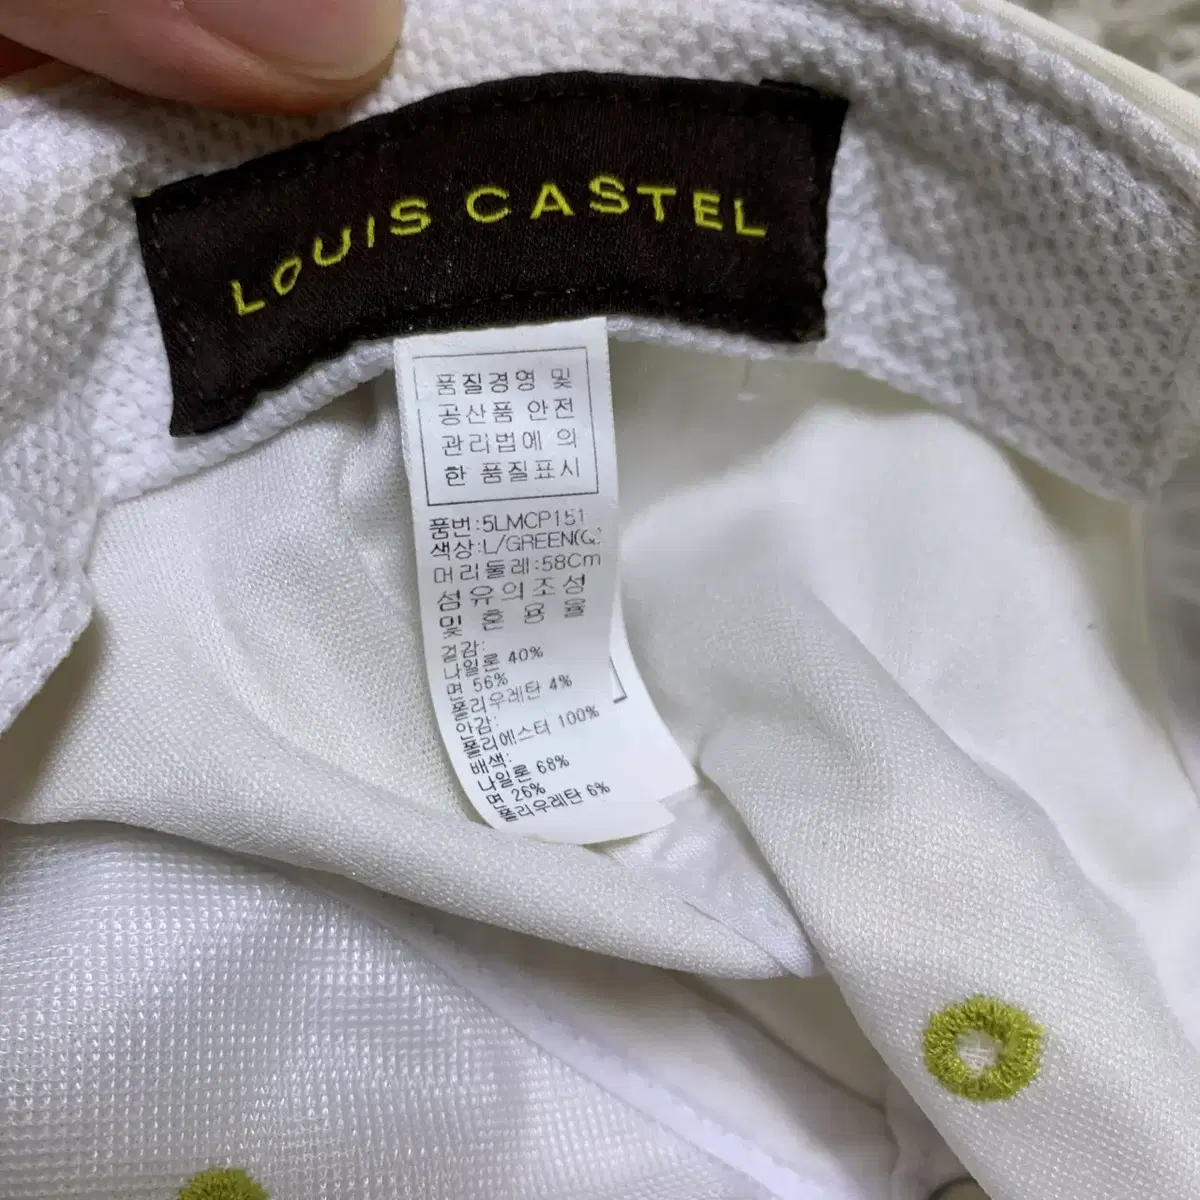 LOUIS CASTEL
품질경영 및
공산품 안전
관리법에 의
한 품질표시
품번:5LMCP151
색상:L/GREEN(G)
머리둘레:58Cm
섬유의조성
및 혼용율
겉감:
나일론 40%
면 56%
폴리우레탄 4%
안감:
폴리에스터 100%
배색:
나일론 68%
면 26%
폴리우레탄 6%